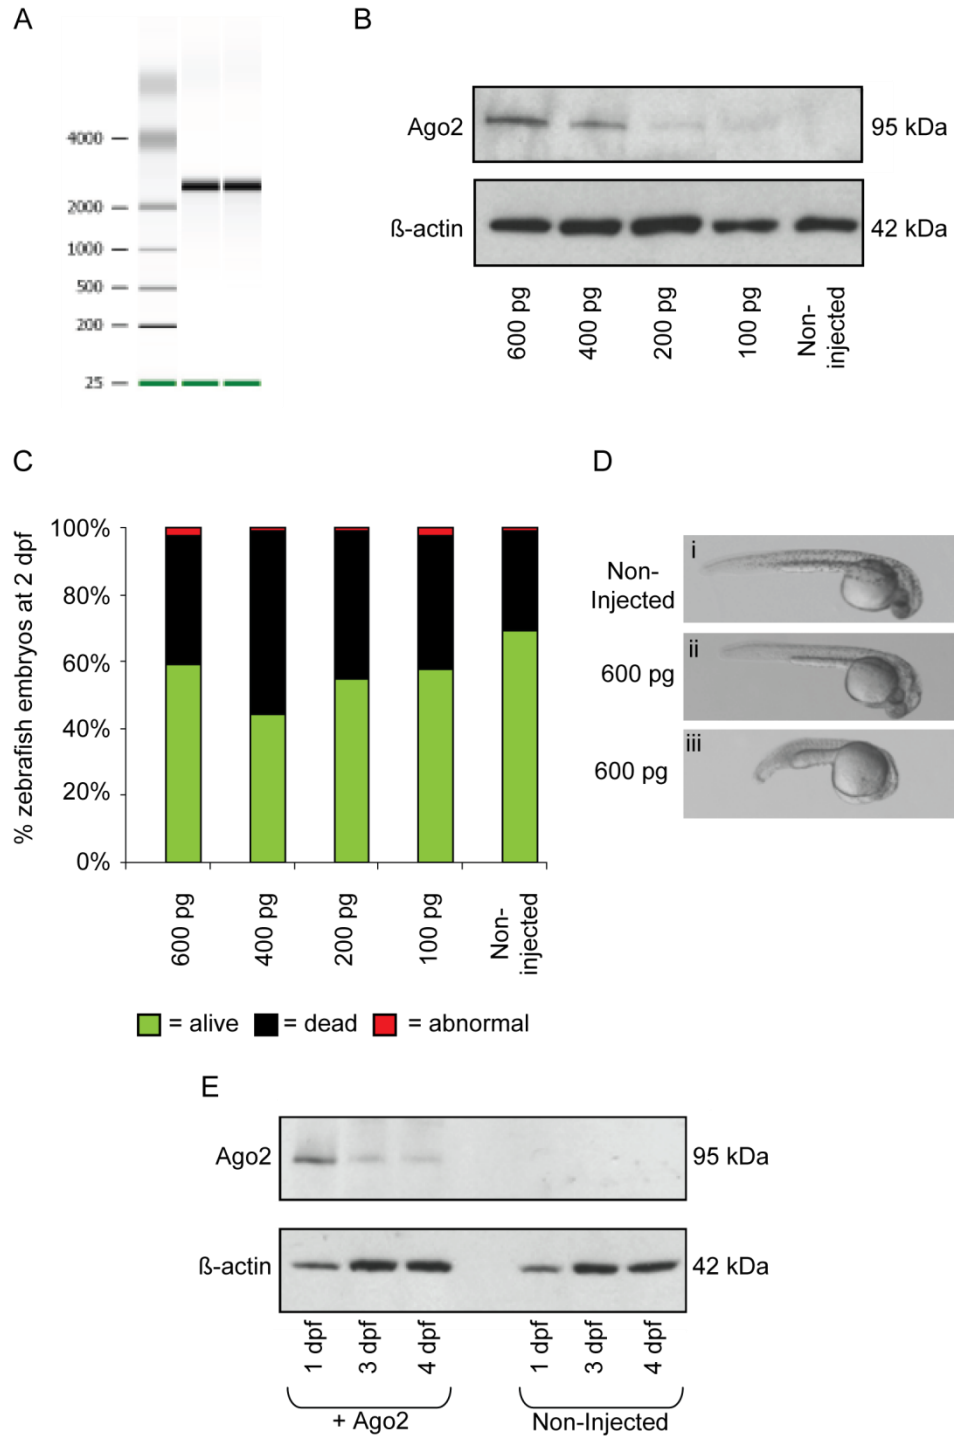 A
4000
2000
1000
500
200
25
B
Ago2
95 kDa
ß-actin
42 kDa
600 pg
400 pg
200 pg
100 pg
Non-
injected
C
% zebrafish embryos at 2 dpf
100%
80%
60%
40%
20%
0%
600 pg
400 pg
200 pg
100 pg
Non-
injected
= alive
= dead
= abnormal
D
Non-
Injected
i
600 pg
ii
600 pg
iii
E
Ago2
95 kDa
ß-actin
42 kDa
1 dpf
3 dpf
4 dpf
1 dpf
3 dpf
4 dpf
+ Ago2
Non-Injected